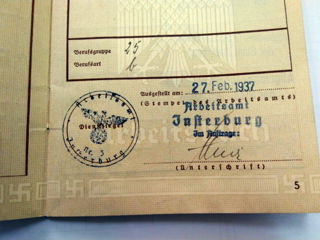 Berufsgruppe 25
Berufsart b
Ausgestellt am: 27. Feb. 1937
(Stempel des Arbeitsamts)
Arbeitsamt
Insterburg
Im Auftrage:
(Unterschrift)
Arbeitsamt
Dienstsiegel
Nr. 3
Insterburg
5